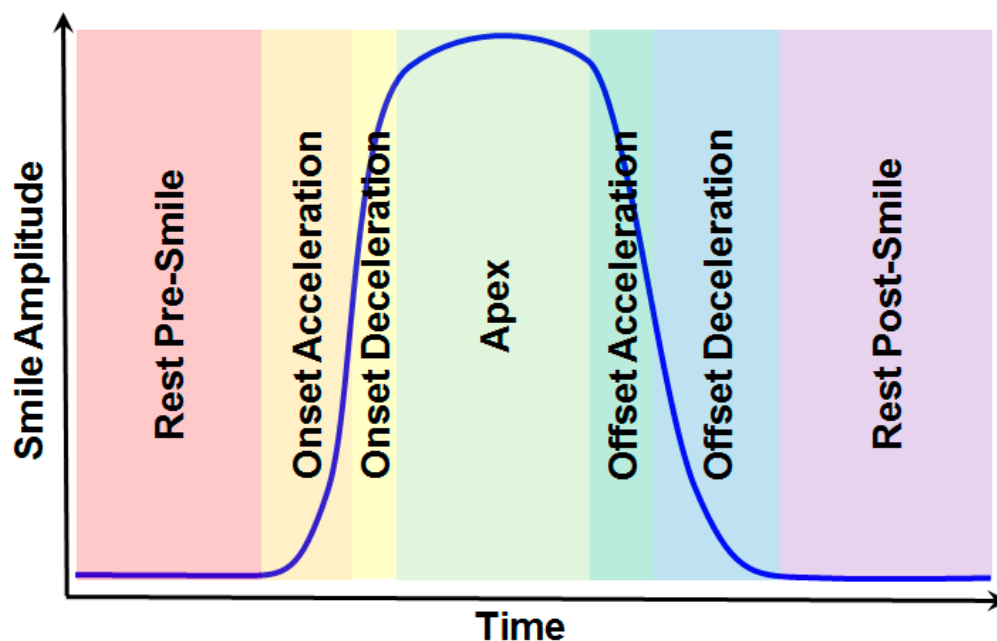 Smile Amplitude
Rest Pre-Smile
Onset Acceleration
Onset Deceleration
Apex
Offset Acceleration
Offset Deceleration
Rest Post-Smile
Time